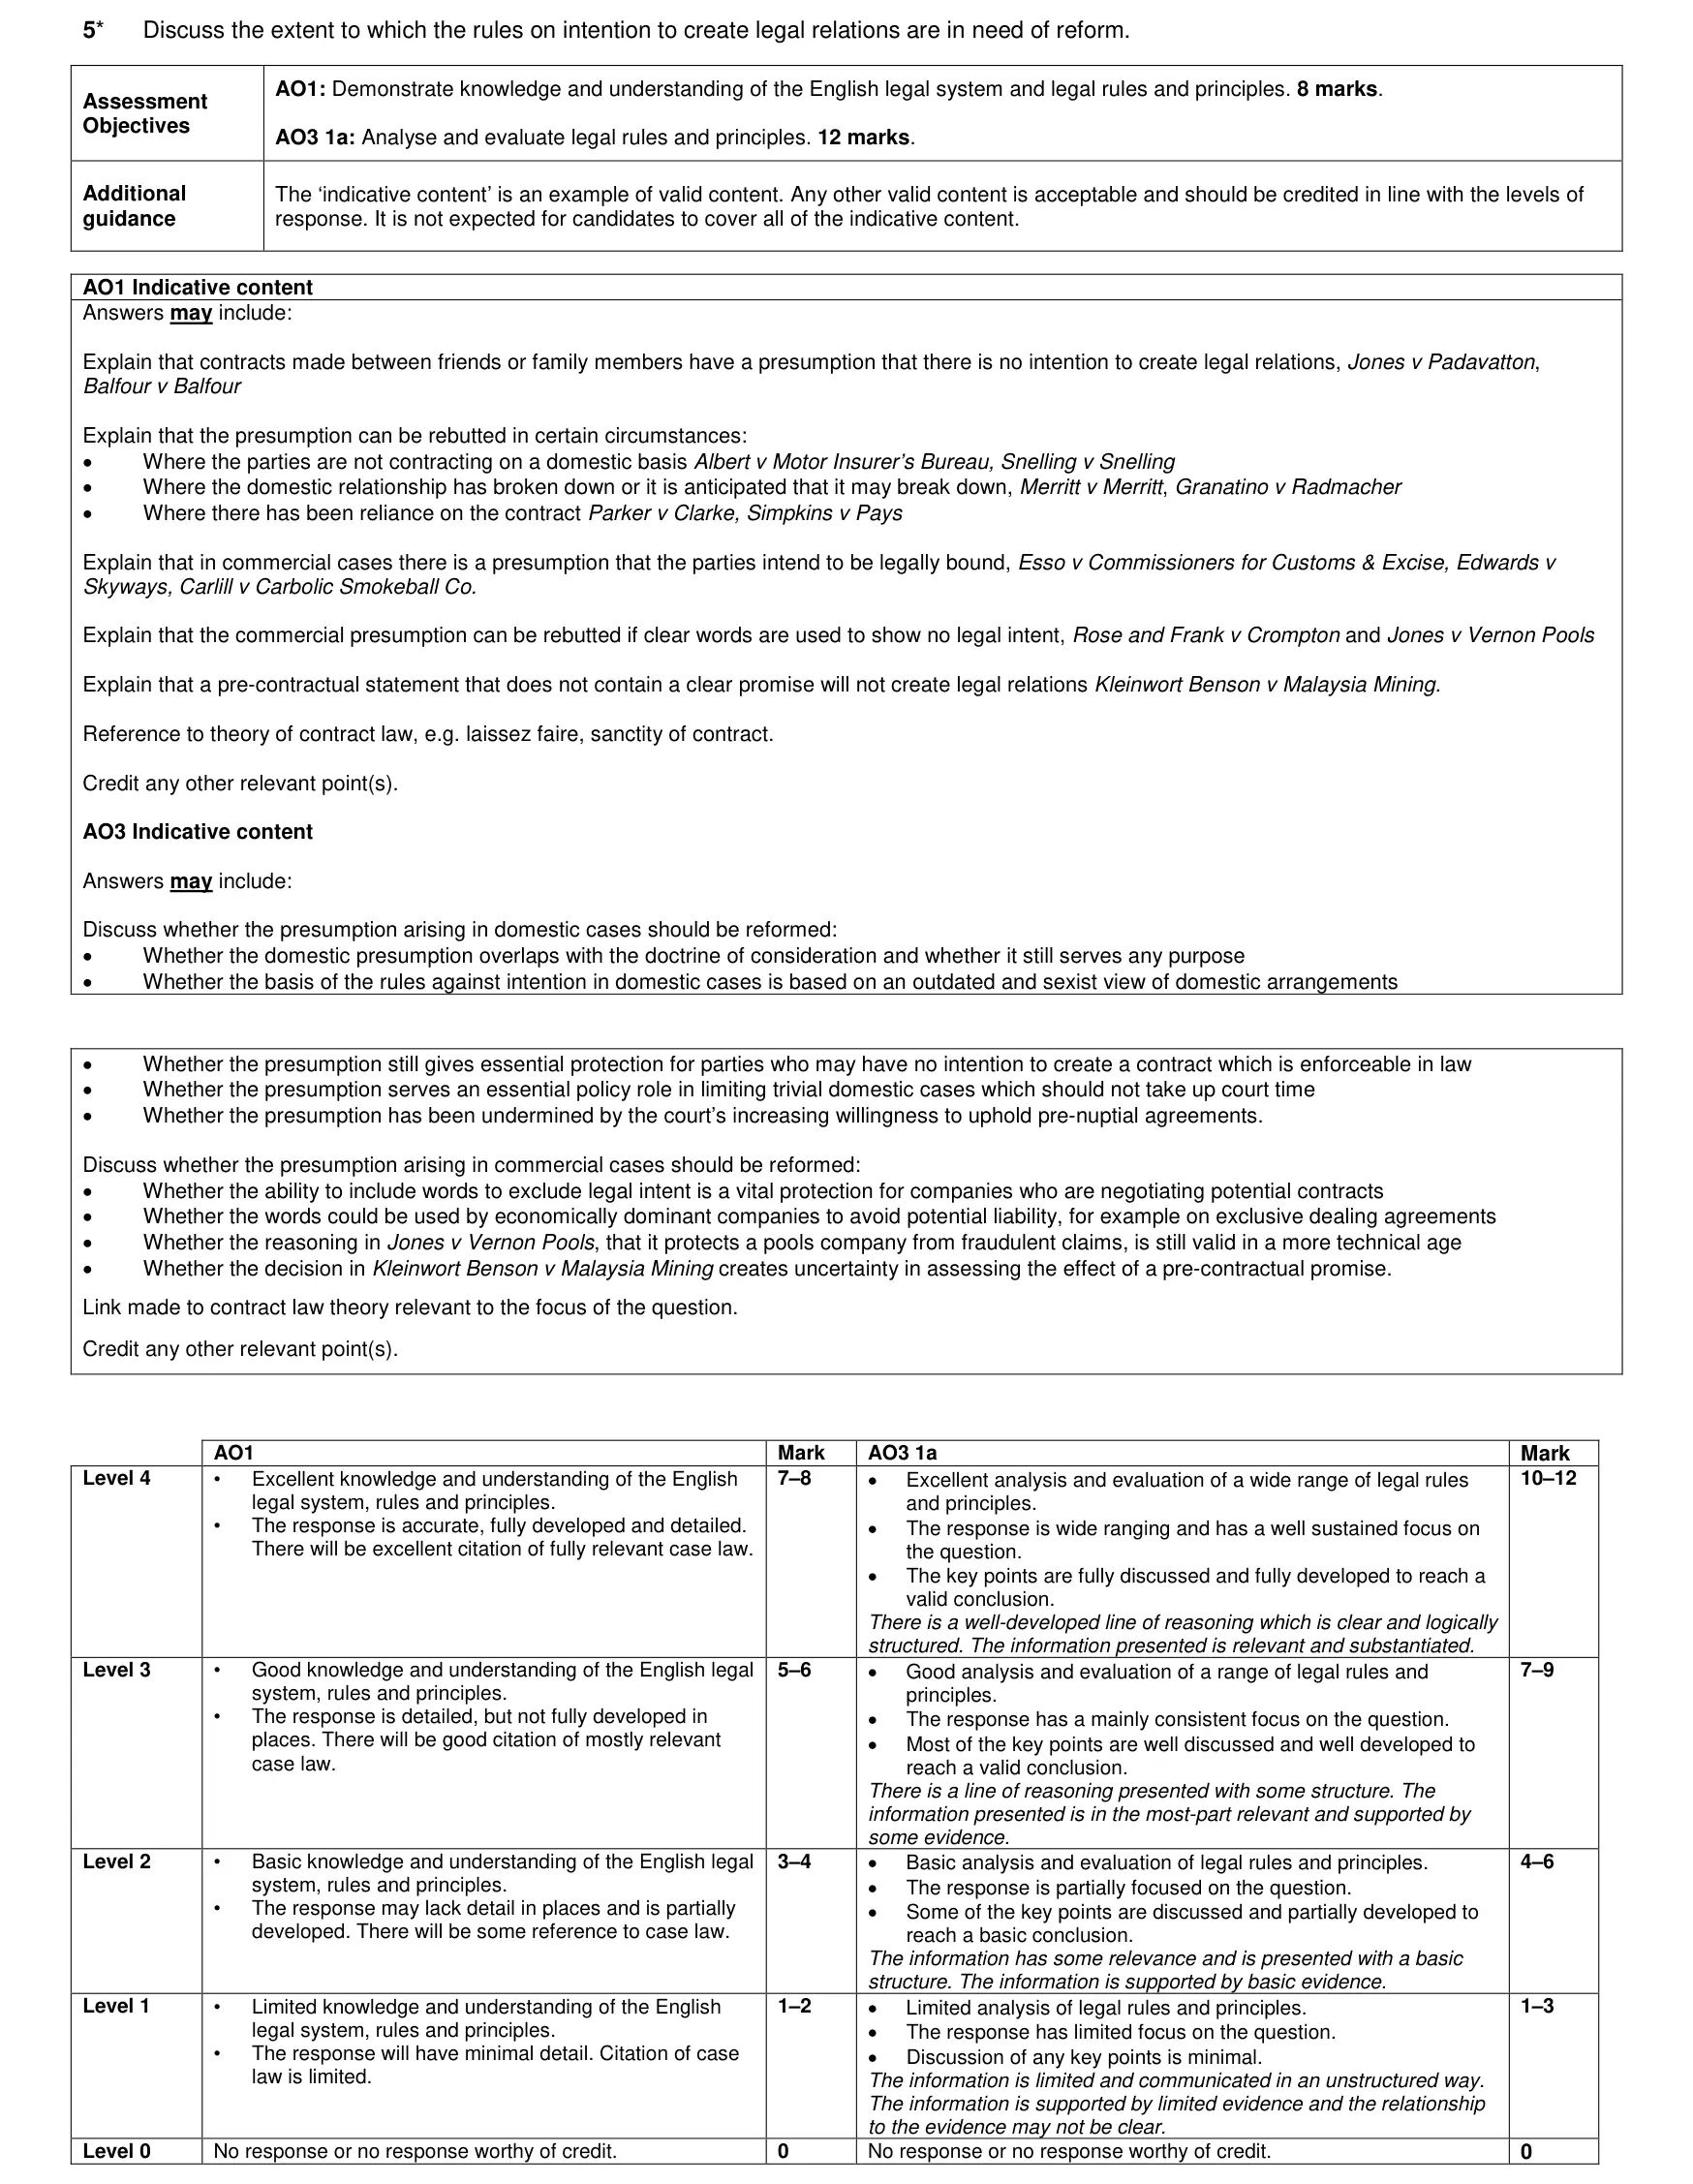 5* Discuss the extent to which the rules on intention to create legal relations are in need of reform.
Assessment
Objectives
AO1: Demonstrate knowledge and understanding of the English legal system and legal rules and principles. 8 marks.
AO3 1a: Analyse and evaluate legal rules and principles. 12 marks.
Additional
guidance
The ‘indicative content’ is an example of valid content. Any other valid content is acceptable and should be credited in line with the levels of
response. It is not expected for candidates to cover all of the indicative content.
AO1 Indicative content
Answers may include:
Explain that contracts made between friends or family members have a presumption that there is no intention to create legal relations, Jones v Padavatton,
Balfour v Balfour
Explain that the presumption can be rebutted in certain circumstances:
• Where the parties are not contracting on a domestic basis Albert v Motor Insurer’s Bureau, Snelling v Snelling
• Where the domestic relationship has broken down or it is anticipated that it may break down, Merritt v Merritt, Granatino v Radmacher
• Where there has been reliance on the contract Parker v Clarke, Simpkins v Pays
Explain that in commercial cases there is a presumption that the parties intend to be legally bound, Esso v Commissioners for Customs & Excise, Edwards v
Skyways, Carlill v Carbolic Smokeball Co.
Explain that the commercial presumption can be rebutted if clear words are used to show no legal intent, Rose and Frank v Crompton and Jones v Vernon Pools
Explain that a pre-contractual statement that does not contain a clear promise will not create legal relations Kleinwort Benson v Malaysia Mining.
Reference to theory of contract law, e.g. laissez faire, sanctity of contract.
Credit any other relevant point(s).
AO3 Indicative content
Answers may include:
Discuss whether the presumption arising in domestic cases should be reformed:
• Whether the domestic presumption overlaps with the doctrine of consideration and whether it still serves any purpose
• Whether the basis of the rules against intention in domestic cases is based on an outdated and sexist view of domestic arrangements
• Whether the presumption still gives essential protection for parties who may have no intention to create a contract which is enforceable in law
• Whether the presumption serves an essential policy role in limiting trivial domestic cases which should not take up court time
• Whether the presumption has been undermined by the court’s increasing willingness to uphold pre-nuptial agreements.
Discuss whether the presumption arising in commercial cases should be reformed:
• Whether the ability to include words to exclude legal intent is a vital protection for companies who are negotiating potential contracts
• Whether the words could be used by economically dominant companies to avoid potential liability, for example on exclusive dealing agreements
• Whether the reasoning in Jones v Vernon Pools, that it protects a pools company from fraudulent claims, is still valid in a more technical age
• Whether the decision in Kleinwort Benson v Malaysia Mining creates uncertainty in assessing the effect of a pre-contractual promise.
Link made to contract law theory relevant to the focus of the question.
Credit any other relevant point(s).
AO1 Mark AO3 1a Mark
Level 4
• Excellent knowledge and understanding of the English
legal system, rules and principles.
• The response is accurate, fully developed and detailed.
There will be excellent citation of fully relevant case law.
7–8
• Excellent analysis and evaluation of a wide range of legal rules
and principles.
• The response is wide ranging and has a well sustained focus on
the question.
• The key points are fully discussed and fully developed to reach a
valid conclusion.
There is a well-developed line of reasoning which is clear and logically
structured. The information presented is relevant and substantiated.
10–12
Level 3
• Good knowledge and understanding of the English legal
system, rules and principles.
• The response is detailed, but not fully developed in
places. There will be good citation of mostly relevant
case law.
5–6
• Good analysis and evaluation of a range of legal rules and
principles.
• The response has a mainly consistent focus on the question.
• Most of the key points are well discussed and well developed to
reach a valid conclusion.
There is a line of reasoning presented with some structure. The
information presented is in the most-part relevant and supported by
some evidence.
7–9
Level 2
• Basic knowledge and understanding of the English legal
system, rules and principles.
• The response may lack detail in places and is partially
developed. There will be some reference to case law.
3–4
• Basic analysis and evaluation of legal rules and principles.
• The response is partially focused on the question.
• Some of the key points are discussed and partially developed to
reach a basic conclusion.
The information has some relevance and is presented with a basic
structure. The information is supported by basic evidence.
4–6
Level 1
• Limited knowledge and understanding of the English
legal system, rules and principles.
• The response will have minimal detail. Citation of case
law is limited.
1–2
• Limited analysis of legal rules and principles.
• The response has limited focus on the question.
• Discussion of any key points is minimal.
The information is limited and communicated in an unstructured way.
The information is supported by limited evidence and the relationship
to the evidence may not be clear.
1–3
Level 0
No response or no response worthy of credit.
0
No response or no response worthy of credit.
0